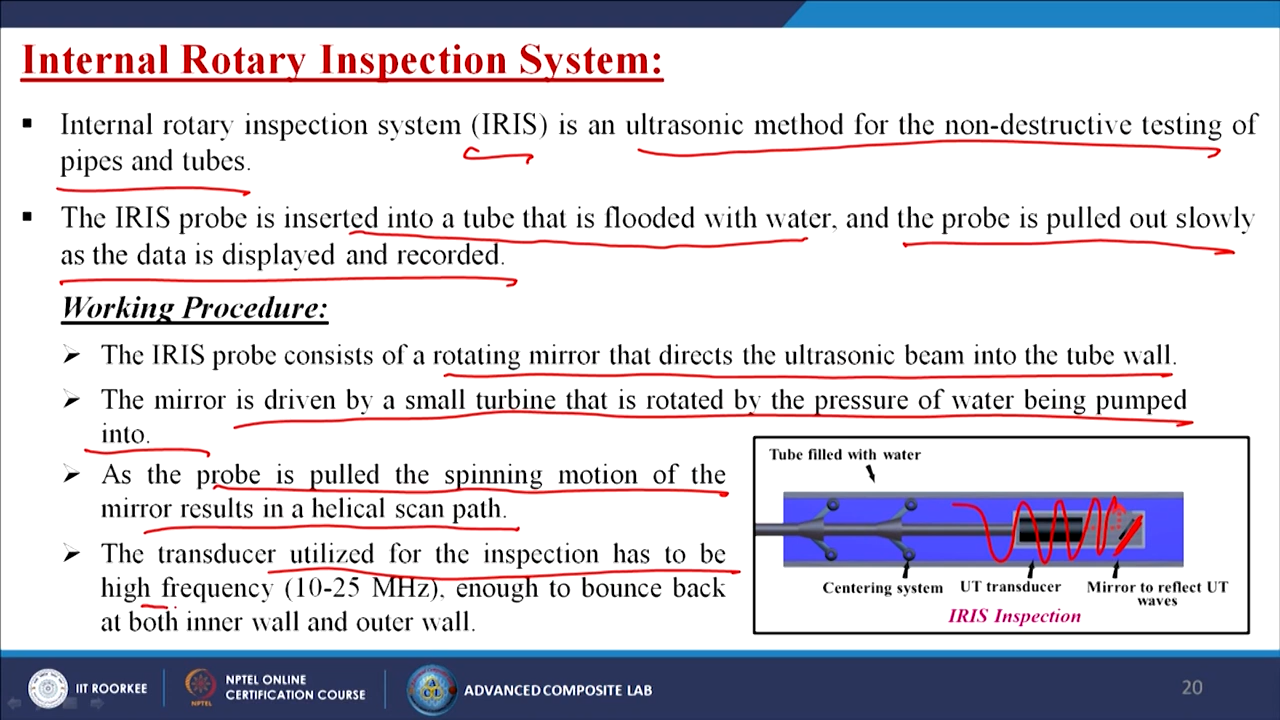 Internal Rotary Inspection System:
▪ Internal rotary inspection system (IRIS) is an ultrasonic method for the non-destructive testing of
pipes and tubes.
▪ The IRIS probe is inserted into a tube that is flooded with water, and the probe is pulled out slowly
as the data is displayed and recorded.
Working Procedure:
➤ The IRIS probe consists of a rotating mirror that directs the ultrasonic beam into the tube wall.
➤ The mirror is driven by a small turbine that is rotated by the pressure of water being pumped
into.
➤ As the probe is pulled the spinning motion of the
mirror results in a helical scan path.
➤ The transducer utilized for the inspection has to be
high frequency (10-25 MHz), enough to bounce back
at both inner wall and outer wall.
Tube filled with water
Centering system
UT transducer
Mirror to reflect UT
waves
IRIS Inspection
IIT ROORKEE
NPTEL
NPTEL ONLINE
CERTIFICATION COURSE
ADVANCED COMPOSITE LAB
20